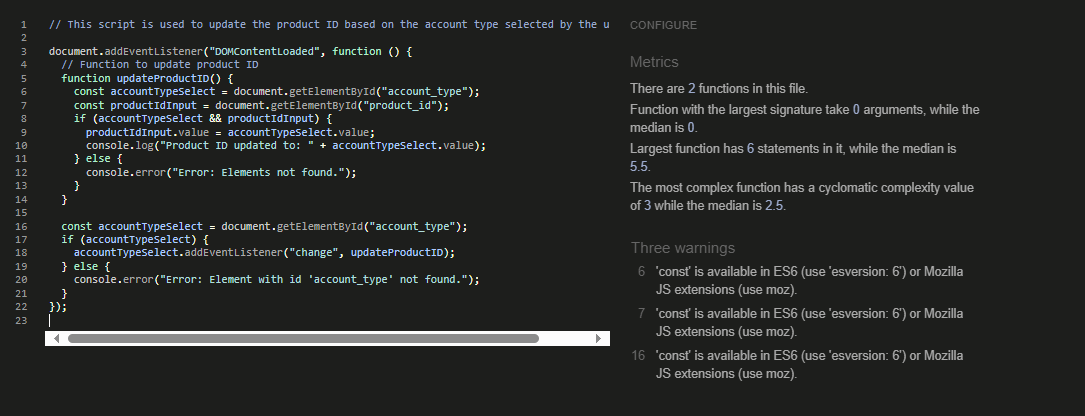 1 // This script is used to update the product ID based on the account type selected by the u
2
3 document.addEventListener("DOMContentLoaded", function () {
4   // Function to update product ID
5   function updateProductID() {
6     const accountTypeSelect = document.getElementById("account_type");
7     const productIdInput = document.getElementById("product_id");
8     if (accountTypeSelect && productIdInput) {
9       productIdInput.value = accountTypeSelect.value;
10       console.log("Product ID updated to: " + accountTypeSelect.value);
11     } else {
12       console.error("Error: Elements not found.");
13     }
14   }
15
16   const accountTypeSelect = document.getElementById("account_type");
17   if (accountTypeSelect) {
18     accountTypeSelect.addEventListener("change", updateProductID);
19   } else {
20     console.error("Error: Element with id 'account_type' not found.");
21   }
22 });
23
CONFIGURE
Metrics
There are 2 functions in this file.
Function with the largest signature take 0 arguments, while the
median is 0.
Largest function has 6 statements in it, while the median is
5.5.
The most complex function has a cyclomatic complexity value
of 3 while the median is 2.5.
Three warnings
6 'const' is available in ES6 (use 'esversion: 6') or Mozilla
JS extensions (use moz).
7 'const' is available in ES6 (use 'esversion: 6') or Mozilla
JS extensions (use moz).
16 'const' is available in ES6 (use 'esversion: 6') or Mozilla
JS extensions (use moz).